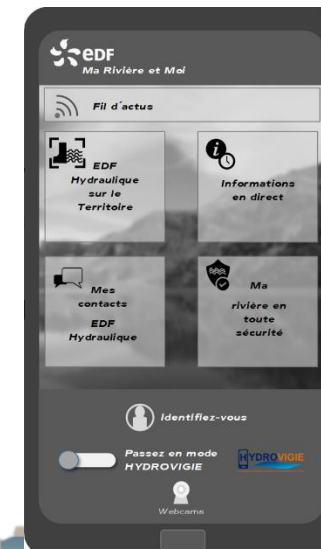 eDF
Ma Rivière et Moi
Fil d'actus
EDF
Hydraulique
sur le
Territoire
i
Informations
en direct
Mes
contacts
EDF
Hydraulique
Ma
rivière en
toute
sécurité
Identifiez-vous
Passez en mode
HYDROVIGIE
HYDROVIGIE
Webcams